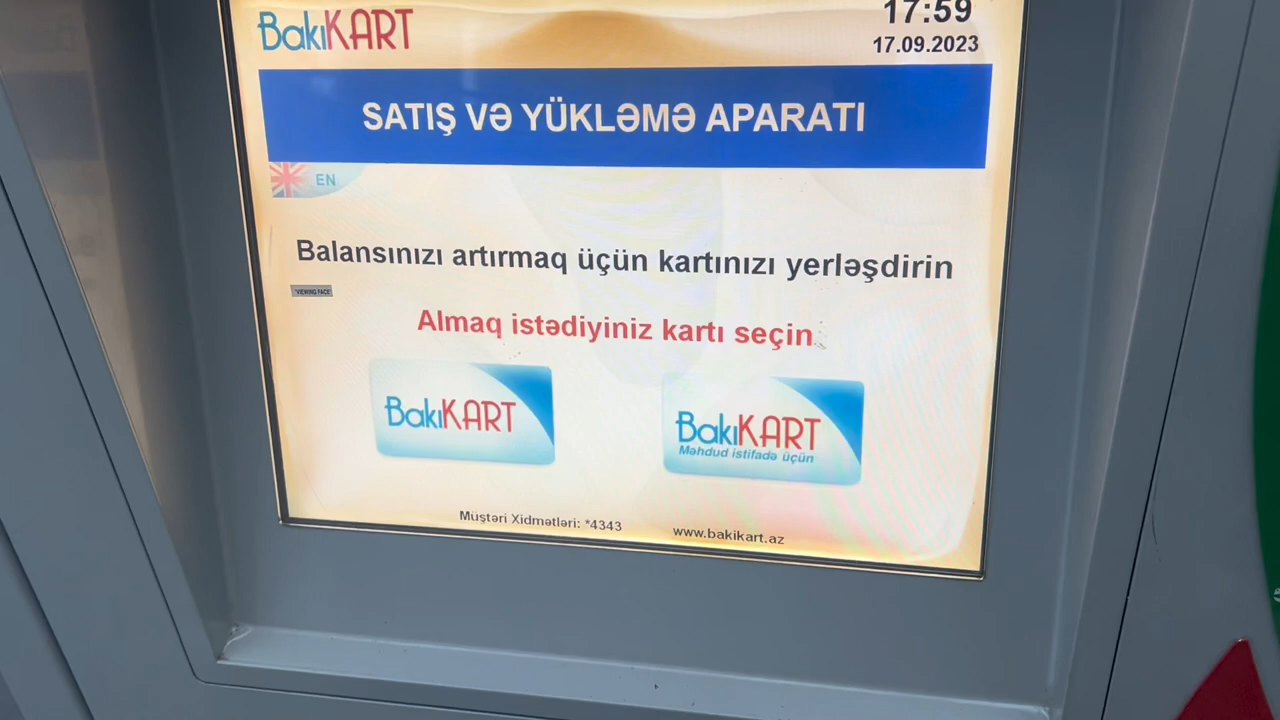 BakıKART
17:59
17.09.2023
SATIŞ VƏ YÜKLƏMƏ APARATI
EN
Balansınızı artırmaq üçün kartınızı yerləşdirin
"VIEWING FACE"
Almaq istədiyiniz kartı seçin
BakıKART
BakıKART
Məhdud istifadə üçün
Müştəri Xidmətləri: *4343
www.bakikart.az